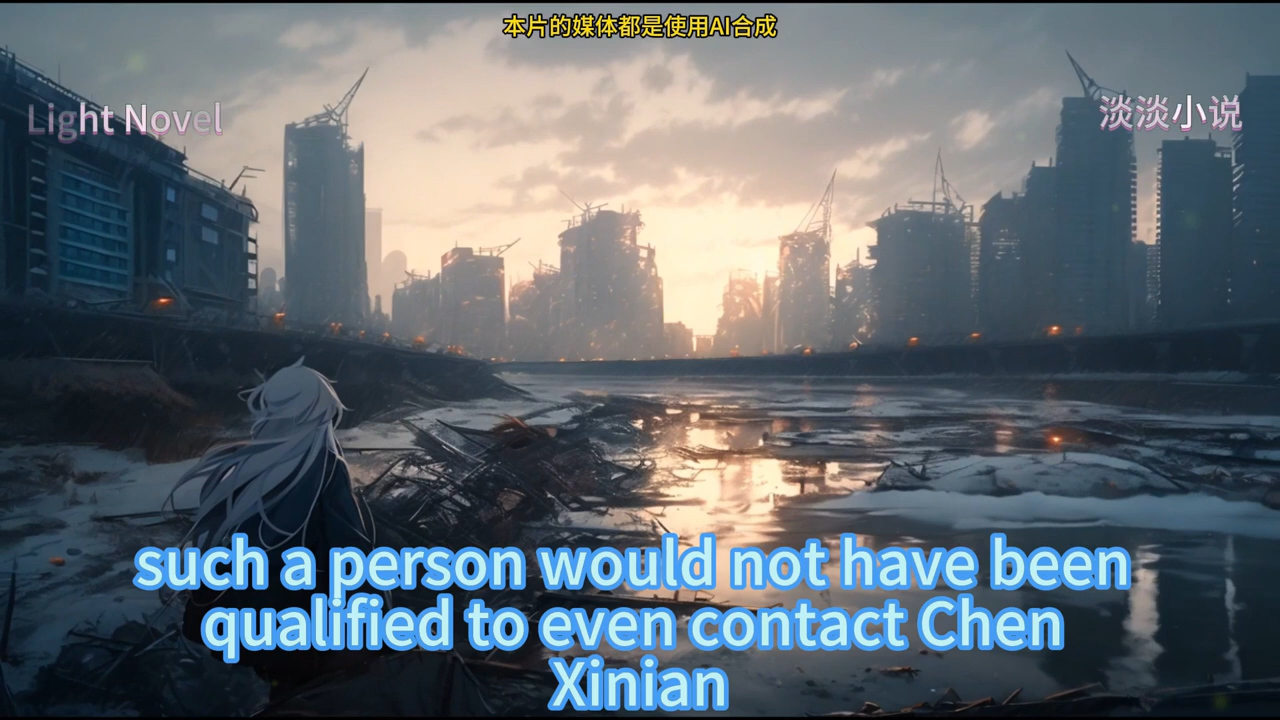 本片的媒体都是使用AI合成
Light Novel
淡淡小说
such a person would not have been
qualified to even contact Chen
Xinian